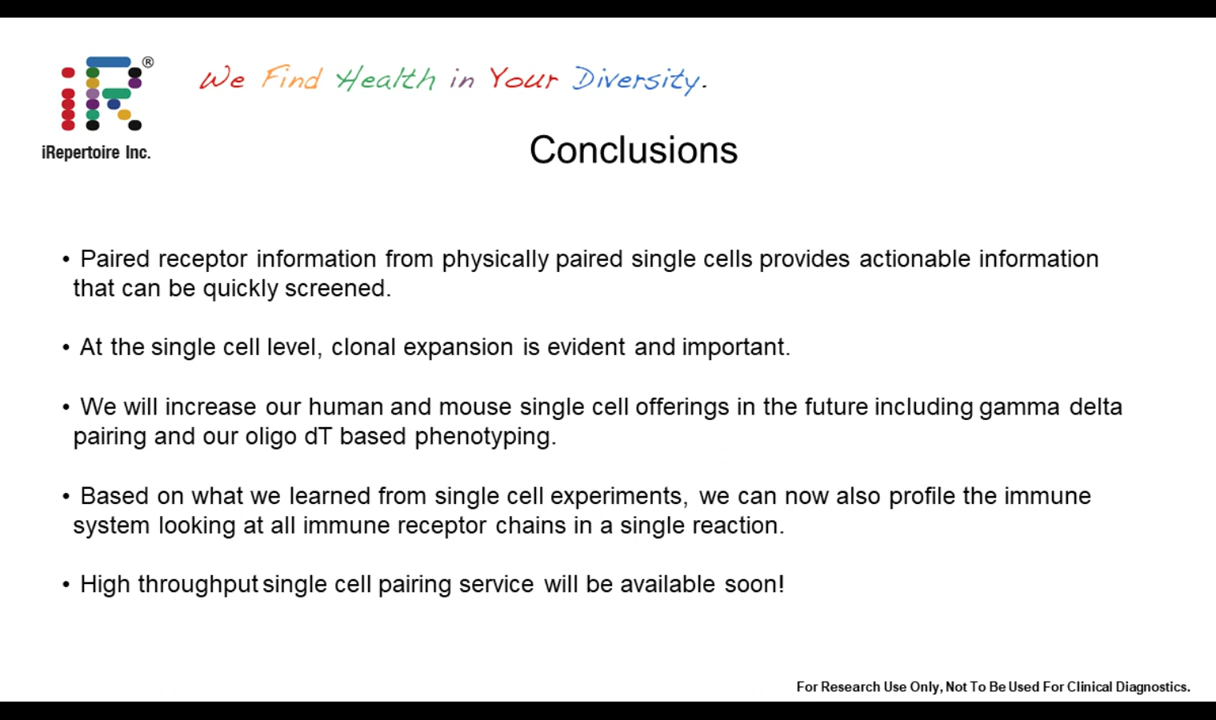 We Find Health in Your Diversity.
iR®
iRepertoire Inc.
Conclusions
• Paired receptor information from physically paired single cells provides actionable information
that can be quickly screened.
• At the single cell level, clonal expansion is evident and important.
• We will increase our human and mouse single cell offerings in the future including gamma delta
pairing and our oligo dT based phenotyping.
• Based on what we learned from single cell experiments, we can now also profile the immune
system looking at all immune receptor chains in a single reaction.
• High throughput single cell pairing service will be available soon!
For Research Use Only, Not To Be Used For Clinical Diagnostics.